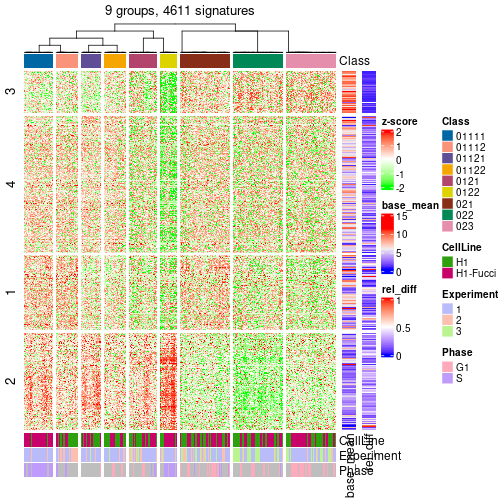 9 groups, 4611 signatures
Class
3
4
1
2
CellLine
Experiment
Phase
base_mean
rel_diff
z-score
2
1
0
-1
-2
base_mean
15
10
5
0
rel_diff
1
0.5
0
Class
01111
01112
01121
01122
0121
0122
021
022
023
CellLine
H1
H1-Fucci
Experiment
1
2
3
Phase
G1
S